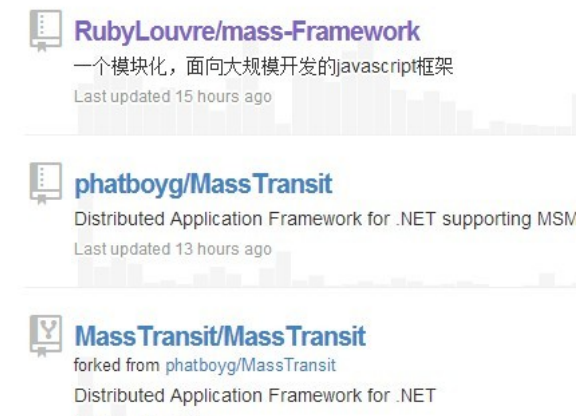 RubyLouvre/mass-Framework
一个模块化，面向大规模开发的javascript框架
Last updated 15 hours ago
phatboyg/MassTransit
Distributed Application Framework for .NET supporting MSM
Last updated 13 hours ago
MassTransit/MassTransit
forked from phatboyg/MassTransit
Distributed Application Framework for .NET